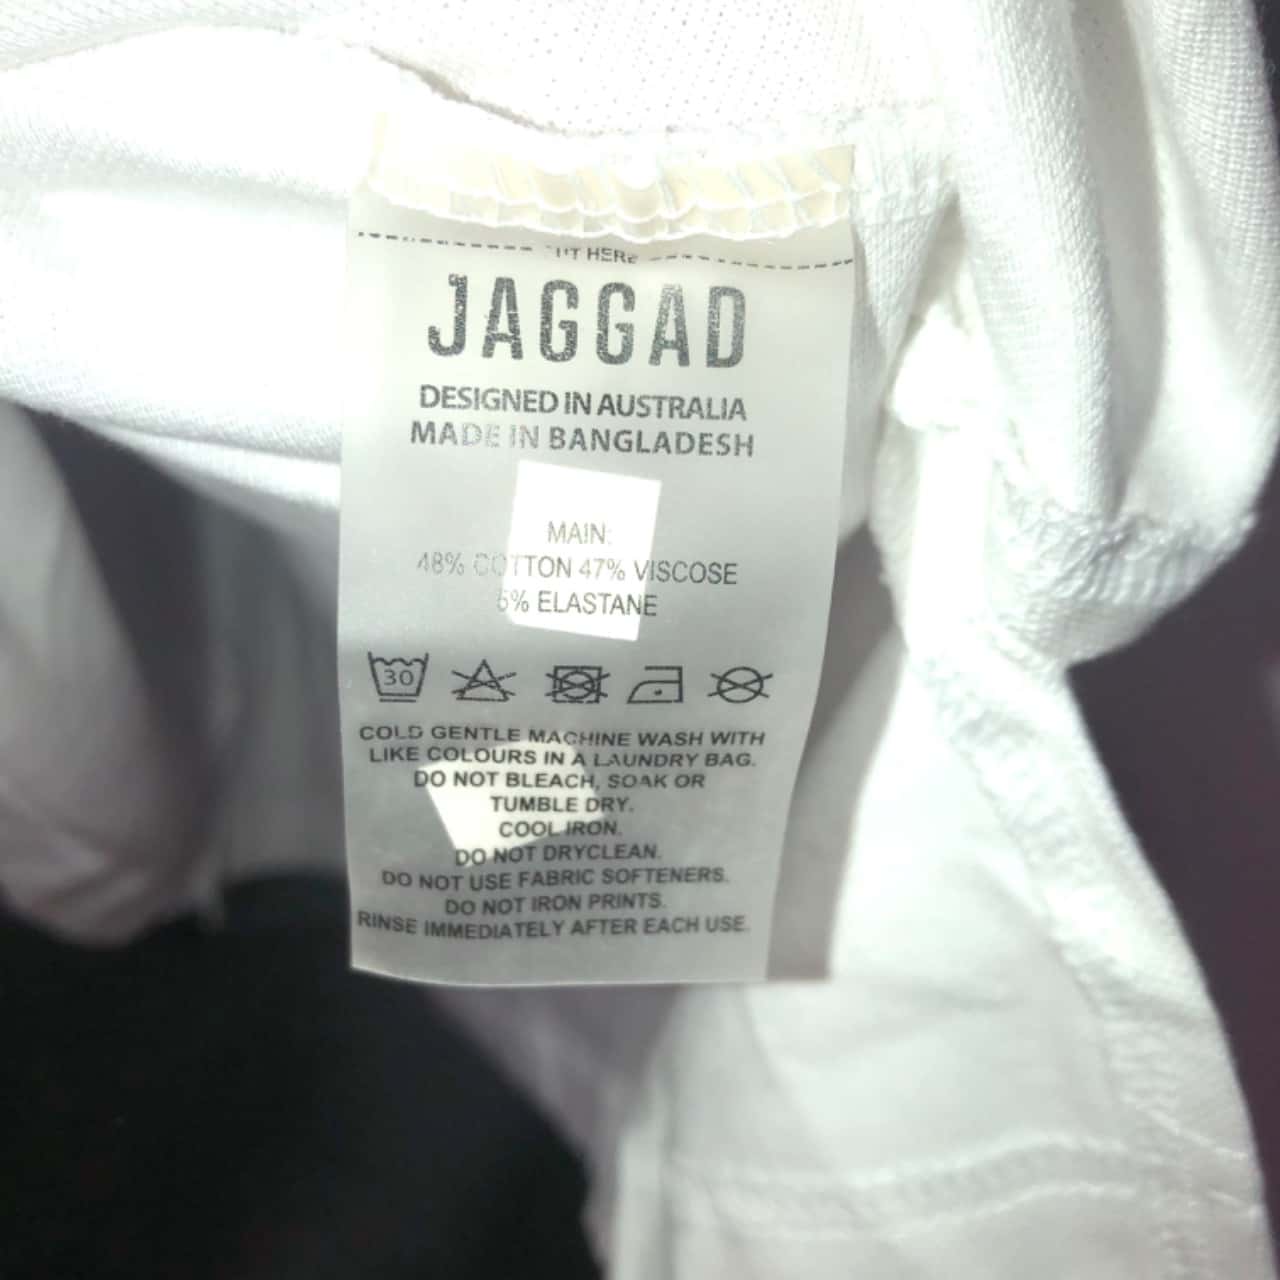 CUT HERE
JAGGAD
DESIGNED IN AUSTRALIA
MADE IN BANGLADESH
MAIN:
48% COTTON 47% VISCOSE
5% ELASTANE
30
COLD GENTLE MACHINE WASH WITH
LIKE COLOURS IN A LAUNDRY BAG.
DO NOT BLEACH, SOAK OR
TUMBLE DRY.
COOL IRON.
DO NOT DRYCLEAN.
DO NOT USE FABRIC SOFTENERS.
DO NOT IRON PRINTS.
RINSE IMMEDIATELY AFTER EACH USE.